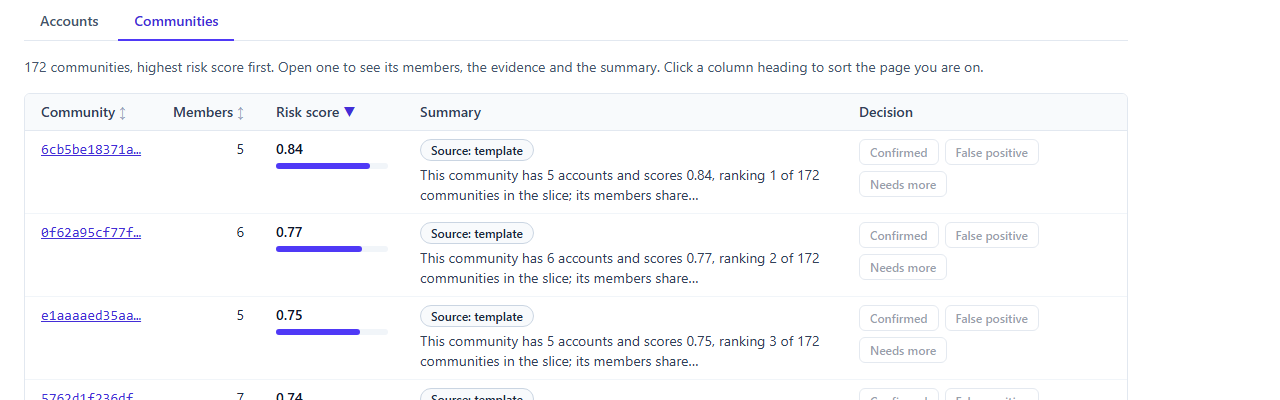 Accounts Communities
172 communities, highest risk score first. Open one to see its members, the evidence and the summary. Click a column heading to sort the page you are on.
Community Members Risk score Summary Decision
6cb5be18371a… 5 0.84 Source: template Confirmed False positive
This community has 5 accounts and scores 0.84, ranking 1 of 172
communities in the slice; its members share… Needs more
0f62a95cf77f… 6 0.77 Source: template Confirmed False positive
This community has 6 accounts and scores 0.77, ranking 2 of 172
communities in the slice; its members share… Needs more
e1aaaaed35aa… 5 0.75 Source: template Confirmed False positive
This community has 5 accounts and scores 0.75, ranking 3 of 172
communities in the slice; its members share… Needs more
5762d1f236df… 7 0.74 Source: template Confirmed False positive